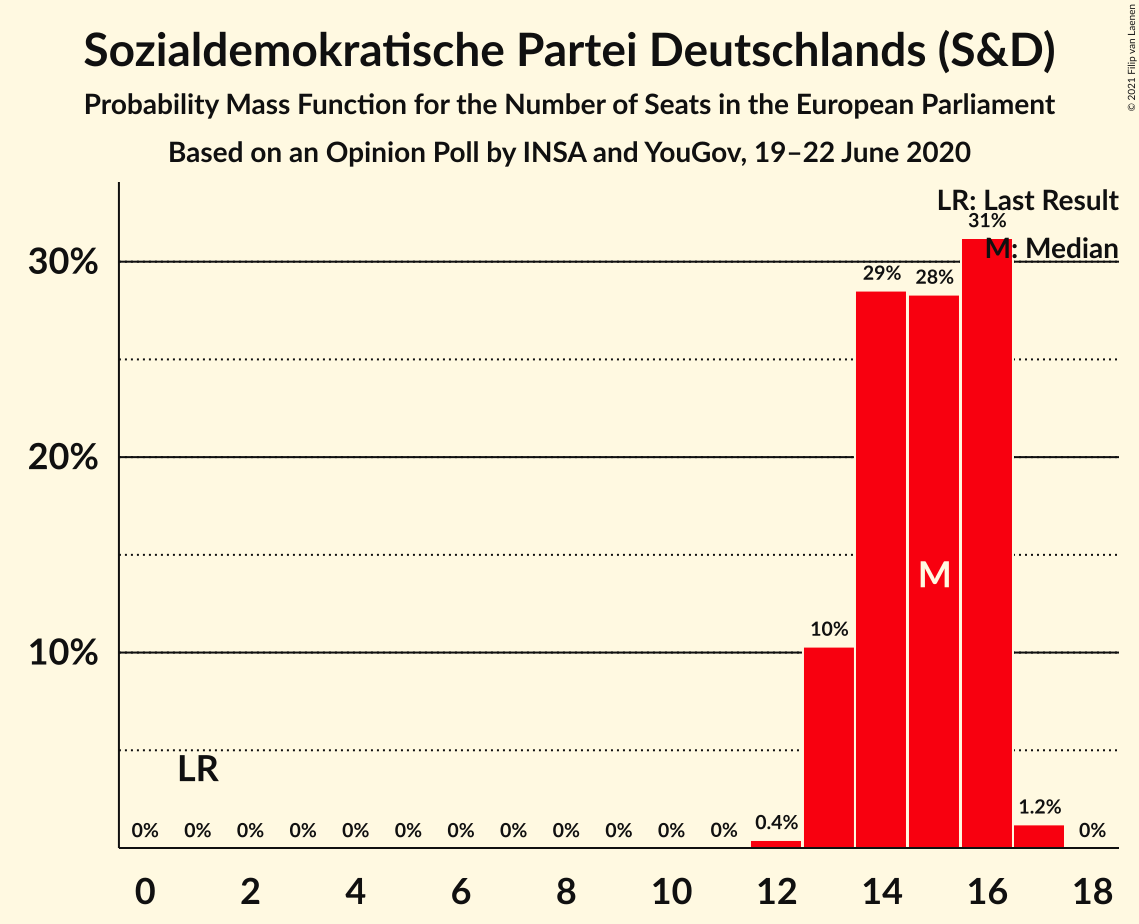 Sozialdemokratische Partei Deutschlands (S&D)
Probability Mass Function for the Number of Seats in the European Parliament
Based on an Opinion Poll by INSA and YouGov, 19–22 June 2020
© 2021 Filip van Laenen
LR: Last Result
M: Median
30%
20%
10%
31%
29%
28%
10%
M
LR
0% 0% 0% 0% 0% 0% 0% 0% 0% 0% 0% 0% 0.4% 1.2% 0%
0 2 4 6 8 10 12 14 16 18